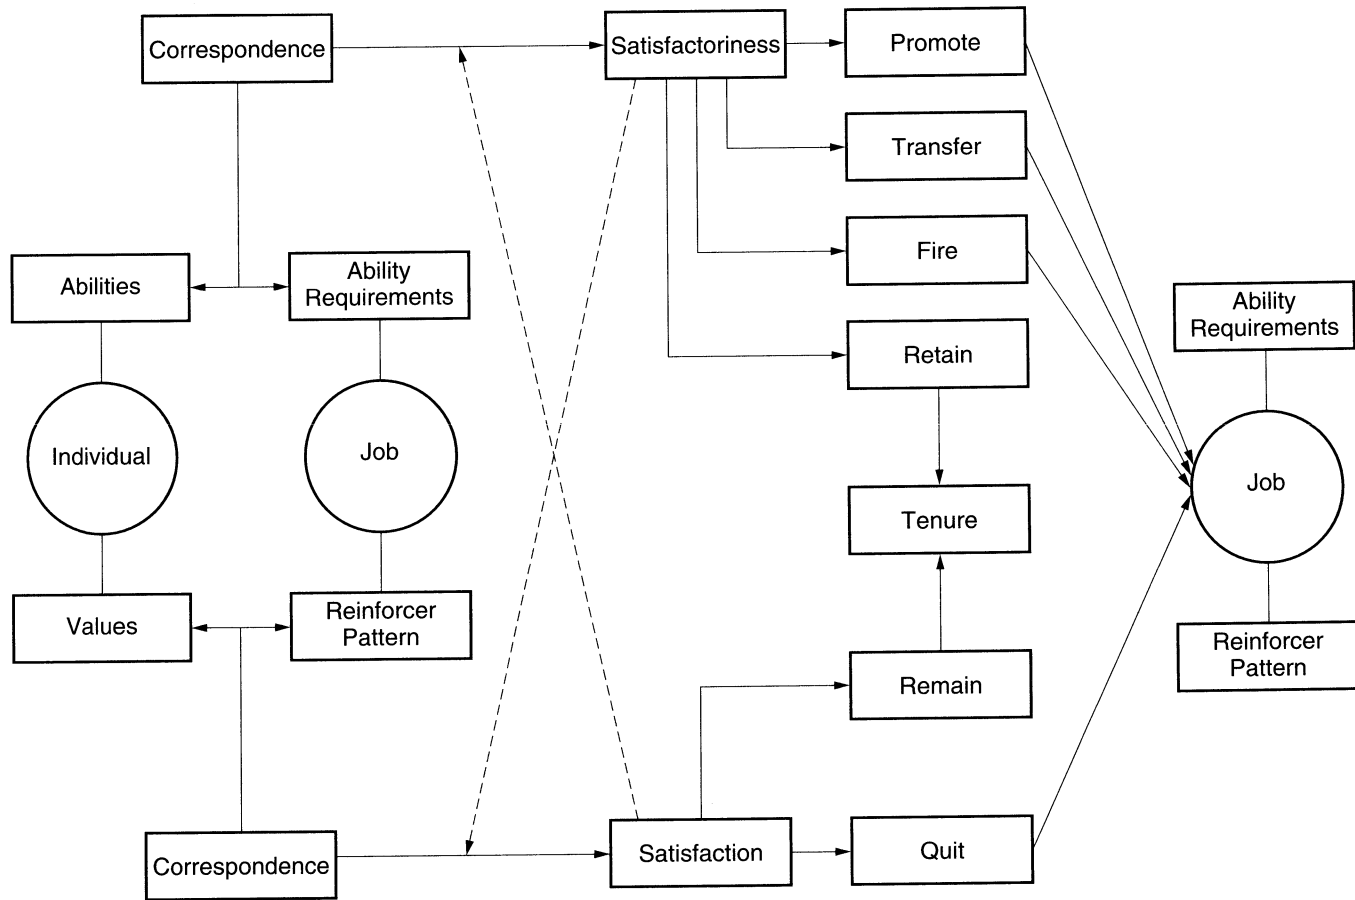 Correspondence
Satisfactoriness
Promote
Transfer
Fire
Retain
Abilities
Ability
Requirements
Ability
Requirements
Individual
Job
Job
Tenure
Values
Reinforcer
Pattern
Reinforcer
Pattern
Remain
Correspondence
Satisfaction
Quit